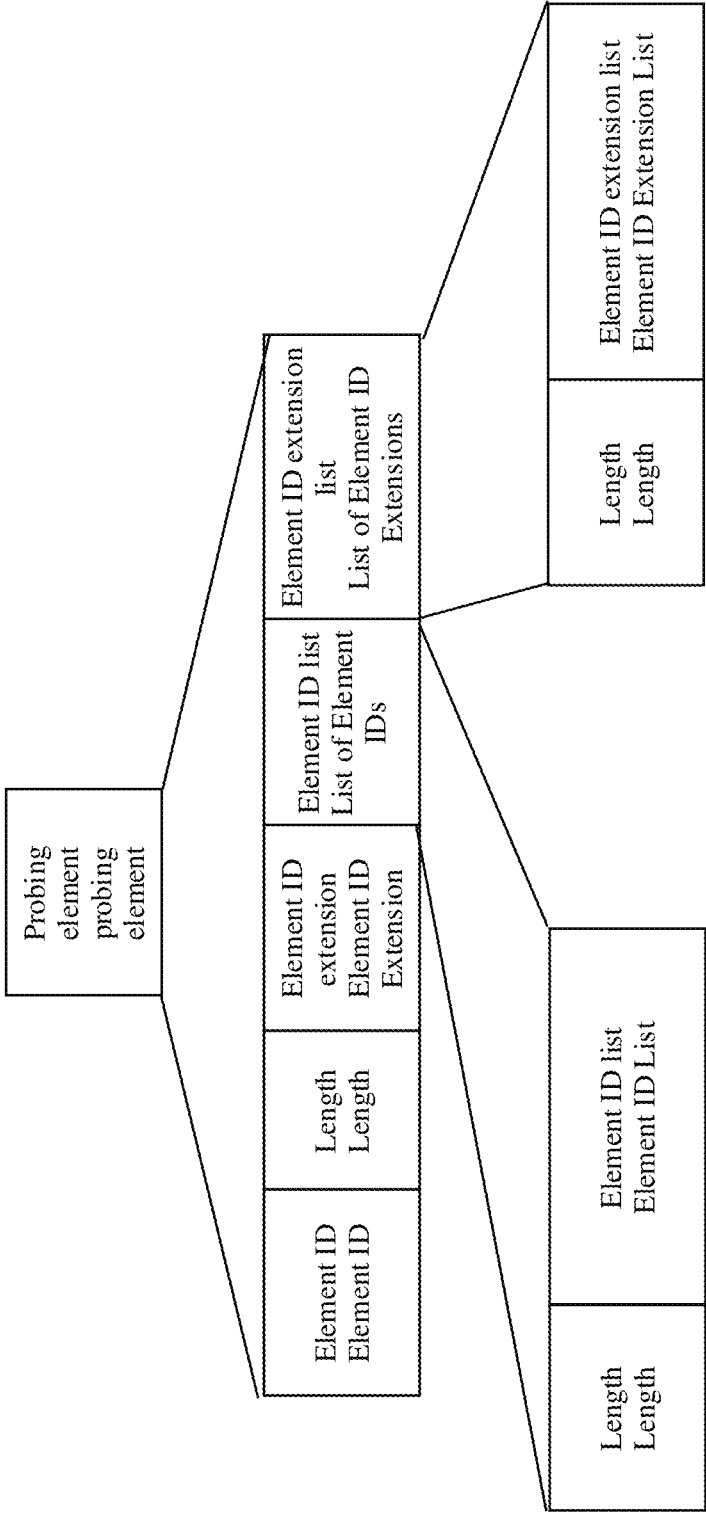 Probing
element
probing
element
Element ID
Element ID
Length
Length
Element ID
extension
Element ID
Extension
Element ID list
List of Element
IDs
Element ID extension
list
List of Element ID
Extensions
Length
Length
Element ID list
Element ID List
Length
Length
Element ID extension list
Element ID Extension List